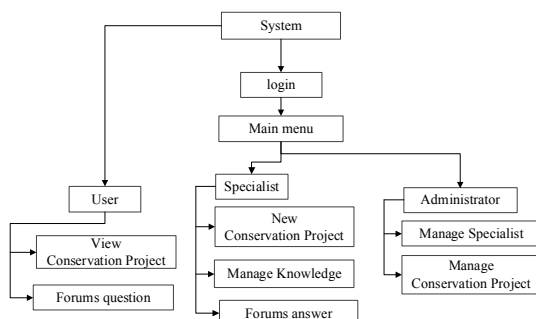 System
login
Main menu
User
Specialist
Administrator
View
Conservation Project
Forums question
New
Conservation Project
Manage Knowledge
Forums answer
Manage Specialist
Manage
Conservation Project